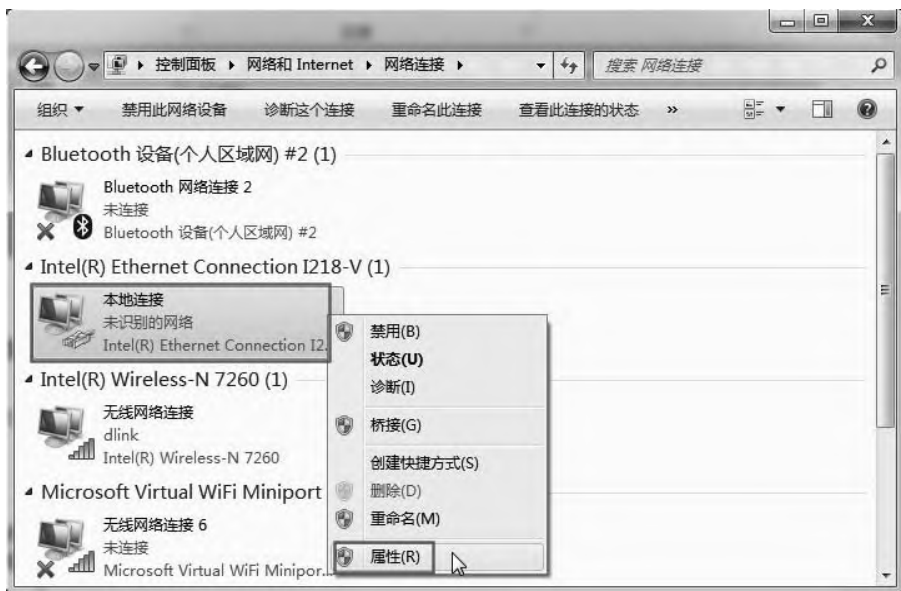 控制面板 ▸ 网络和 Internet ▸ 网络连接 ▸
搜索 网络连接
组织 禁用此网络设备 诊断这个连接 重命名此连接 查看此连接的状态 »
Bluetooth 设备(个人区域网) #2 (1)
Bluetooth 网络连接 2
未连接
Bluetooth 设备(个人区域网) #2
Intel(R) Ethernet Connection I218-V (1)
本地连接
未识别的网络
Intel(R) Ethernet Connection I2...
禁用(B)
状态(U)
诊断(I)
桥接(G)
创建快捷方式(S)
删除(D)
重命名(M)
属性(R)
Intel(R) Wireless-N 7260 (1)
无线网络连接
dlink
Intel(R) Wireless-N 7260
Microsoft Virtual WiFi Miniport
无线网络连接 6
未连接
Microsoft Virtual WiFi Minipor...